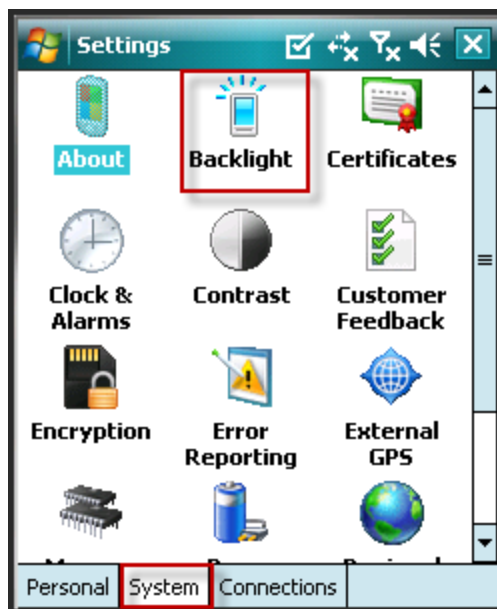 Settings
About
Backlight
Certificates
Clock &
Alarms
Contrast
Customer
Feedback
Encryption
Error
Reporting
External
GPS
Personal
System
Connections